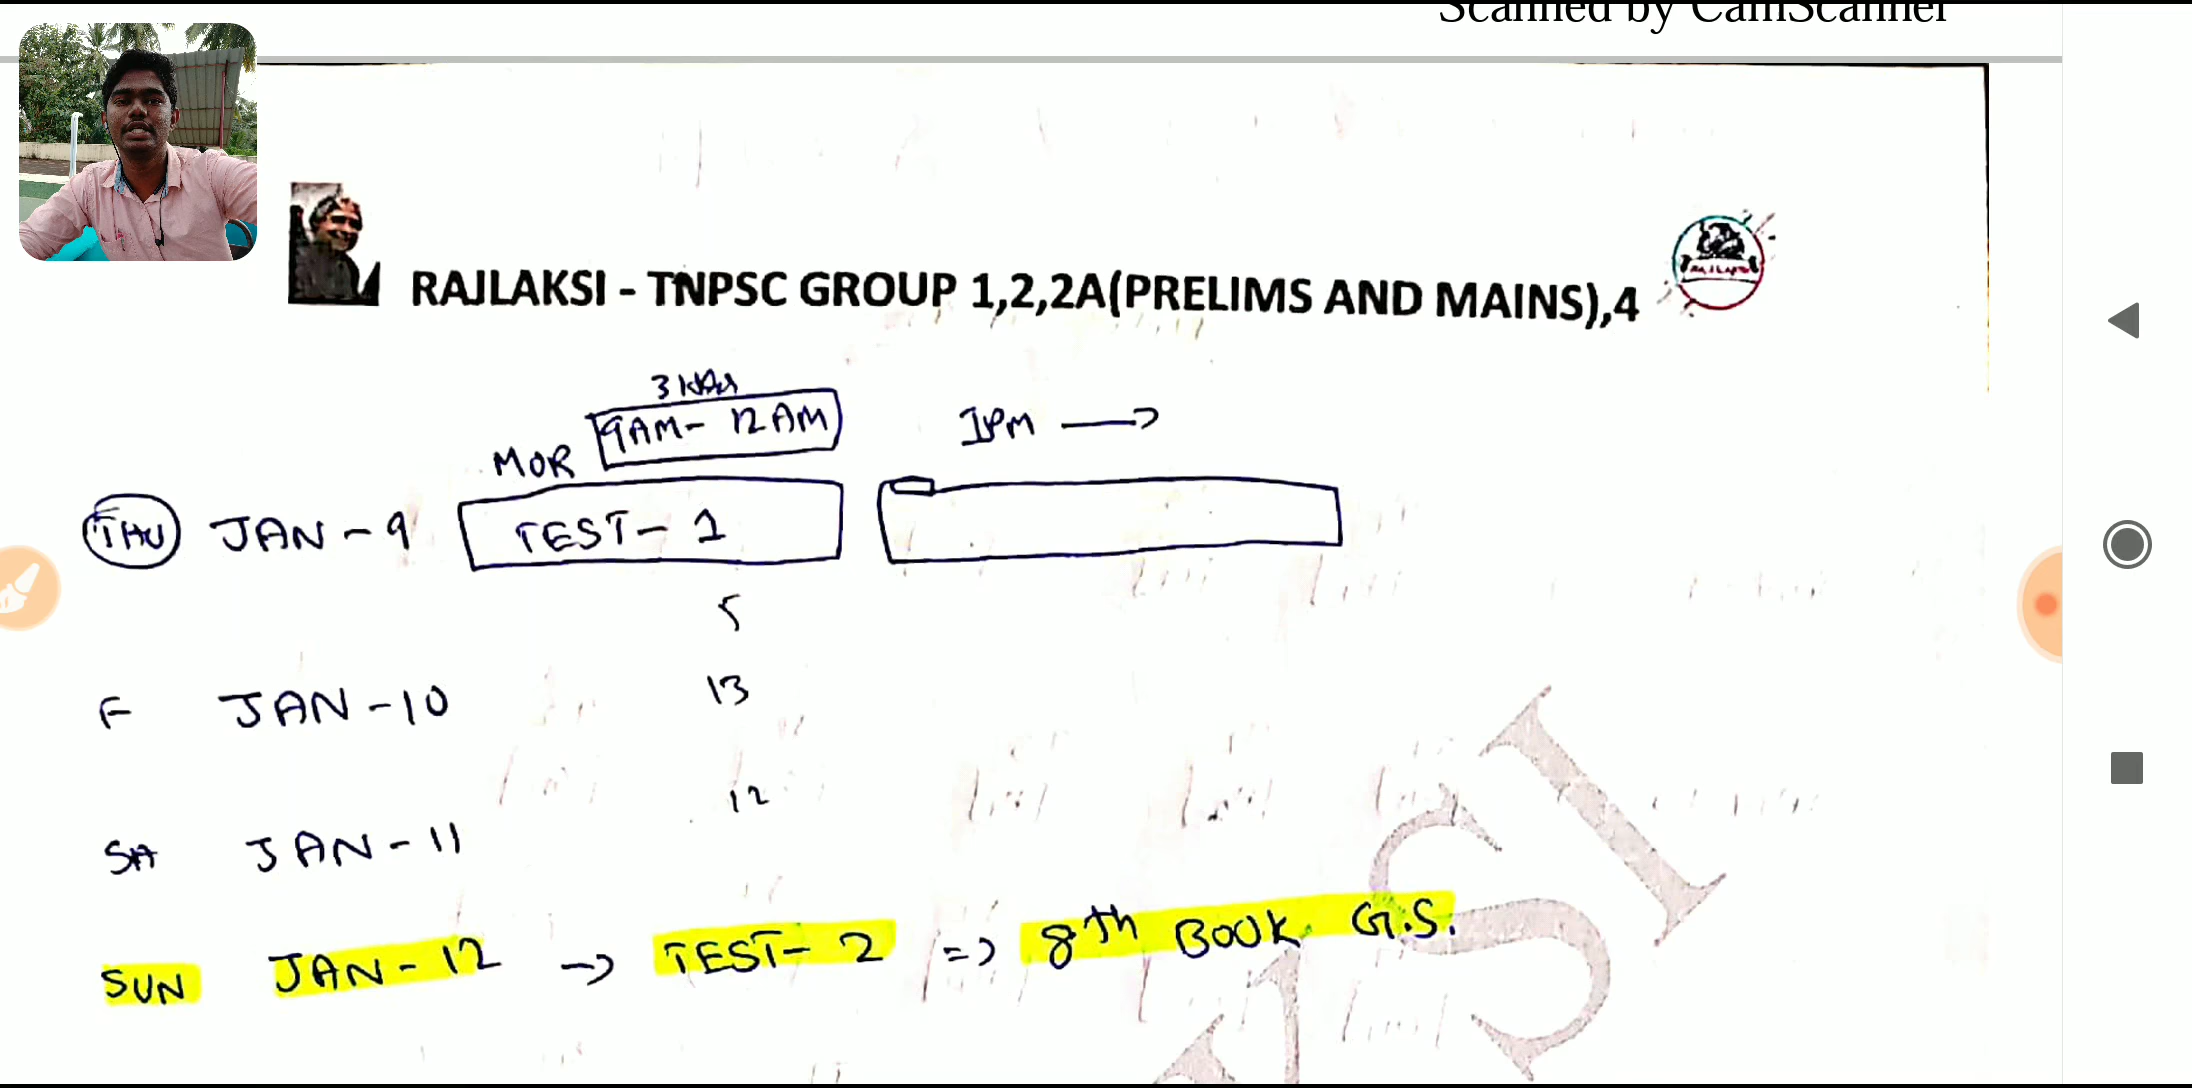 Scanned by CamScanner
RAJLAKSI - TNPSC GROUP 1,2,2A(PRELIMS AND MAINS),4
3 HRS
MOR 9AM- 12AM 1PM →
THU JAN - 9 TEST- 1
5
F JAN -10 13
12
SA JAN - 11
SUN JAN - 12 → TEST- 2 => 8th BOOK G.S.
SI